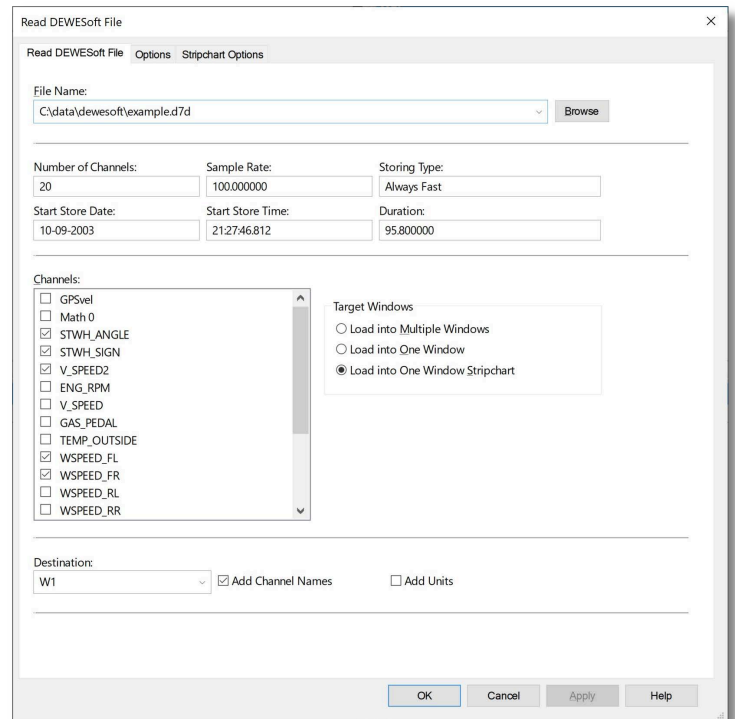 Read DEWESoft File
Read DEWESoft File Options Stripchart Options
File Name:
C:\data\dewesoft\example.d7d Browse
Number of Channels: Sample Rate: Storing Type:
20 100.000000 Always Fast
Start Store Date: Start Store Time: Duration:
10-09-2003 21:27:46.812 95.800000
Channels:
GPSvel
Math 0
STWH_ANGLE
STWH_SIGN
V_SPEED2
ENG_RPM
V_SPEED
GAS_PEDAL
TEMP_OUTSIDE
WSPEED_FL
WSPEED_FR
WSPEED_RL
WSPEED_RR
Target Windows
Load into Multiple Windows
Load into One Window
Load into One Window Stripchart
Destination:
W1 Add Channel Names Add Units
OK Cancel Apply Help